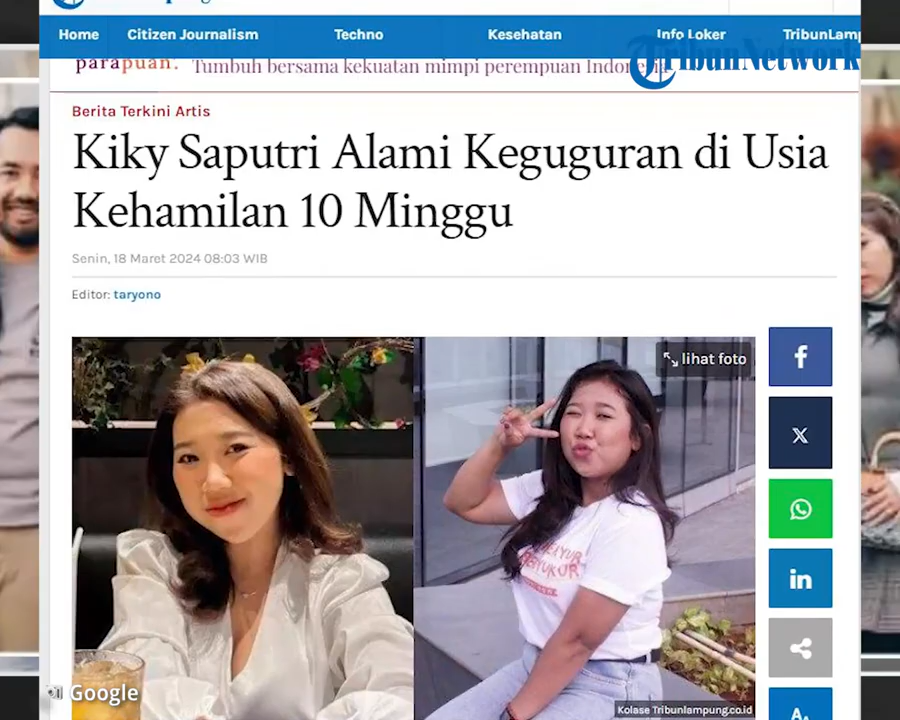 Home Citizen Journalism Techno Kesehatan Info Loker TribunLamp
TribunNetwork
parapuan. Tumbuh bersama kekuatan mimpi perempuan Indonesia.
Berita Terkini Artis
Kiky Saputri Alami Keguguran di Usia
Kehamilan 10 Minggu
Senin, 18 Maret 2024 08:03 WIB
Editor: taryono
lihat foto
Kolase Tribunlampung.co.id
Google